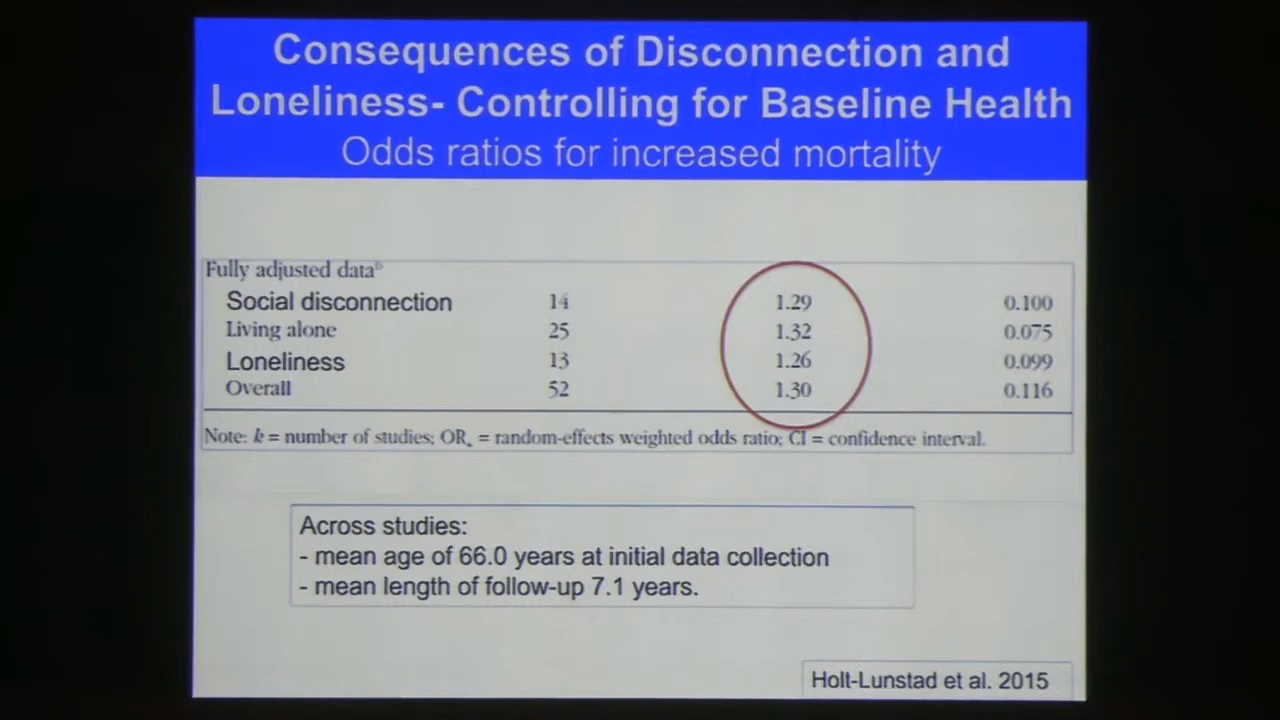 Consequences of Disconnection and
Loneliness- Controlling for Baseline Health
Odds ratios for increased mortality
Fully adjusted data
Social disconnection 14 1.29 0.100
Living alone 25 1.32 0.075
Loneliness 13 1.26 0.099
Overall 52 1.30 0.116
Note: k = number of studies; OR+ = random-effects weighted odds ratio; CI = confidence interval.
Across studies:
- mean age of 66.0 years at initial data collection
- mean length of follow-up 7.1 years.
Holt-Lunstad et al. 2015